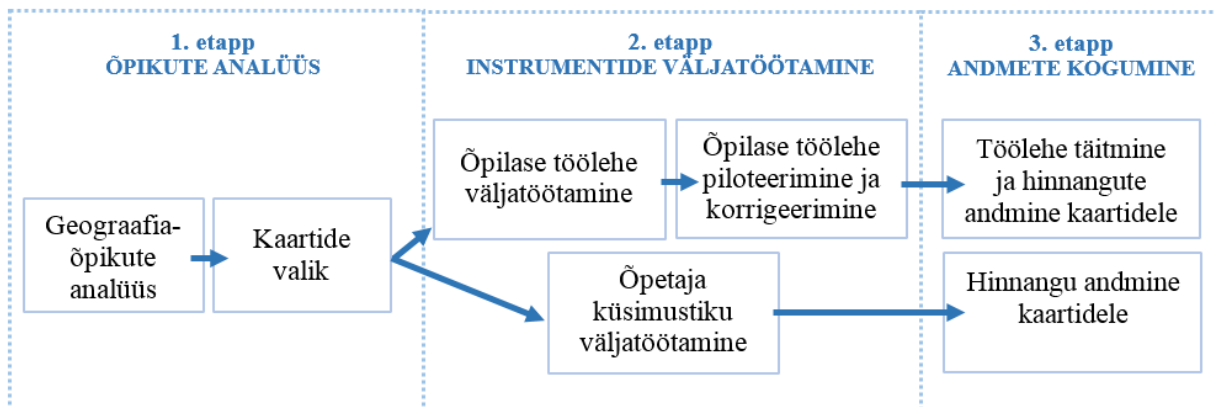 1. etapp
ÕPIKUTE ANALÜÜS
2. etapp
INSTRUMENTIDE VÄLJATÖÖTAMINE
3. etapp
ANDMETE KOGUMINE
Geograafia-
õpikute
analüüs
Kaartide
valik
Õpilase töölehe
väljatöötamine
Õpilase töölehe
piloteerimine ja
korrigeerimine
Töölehe täitmine
ja hinnangute
andmine kaartidele
Õpetaja
küsimustiku
väljatöötamine
Hinnangu andmine
kaartidele